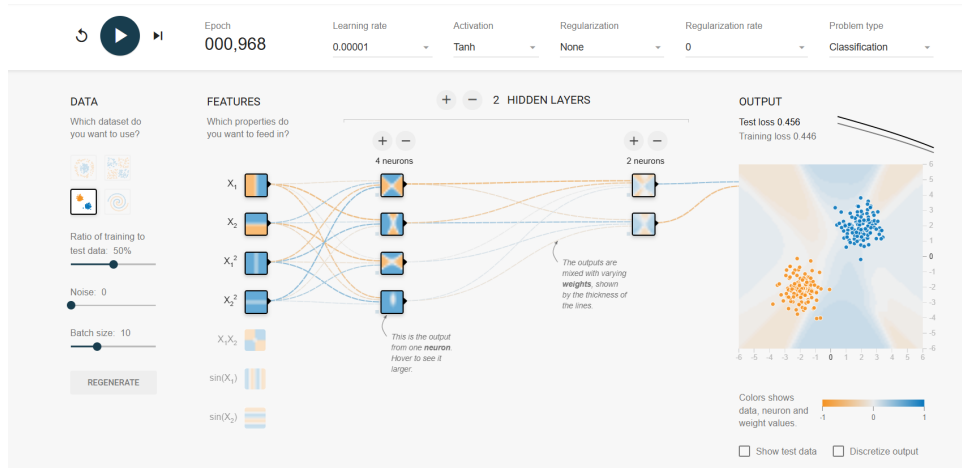 Epoch
000,968
Learning rate
0.00001
Activation
Tanh
Regularization
None
Regularization rate
0
Problem type
Classification
DATA
Which dataset do
you want to use?
Ratio of training to
test data: 50%
Noise: 0
Batch size: 10
REGENERATE
FEATURES
Which properties do
you want to feed in?
X₁
X₂
X₁²
X₂²
X₁X₂
sin(X₁)
sin(X₂)
+ − 2 HIDDEN LAYERS
+ −
4 neurons
+ −
2 neurons
This is the output
from one neuron.
Hover to see it
larger.
The outputs are
mixed with varying
weights, shown
by the thickness of
the lines.
OUTPUT
Test loss 0.456
Training loss 0.446
6
5
4
3
2
1
0
-1
-2
-3
-4
-5
-6
-6 -5 -4 -3 -2 -1 0 1 2 3 4 5 6
Colors shows
data, neuron and
weight values.
-1 0 1
Show test data
Discretize output